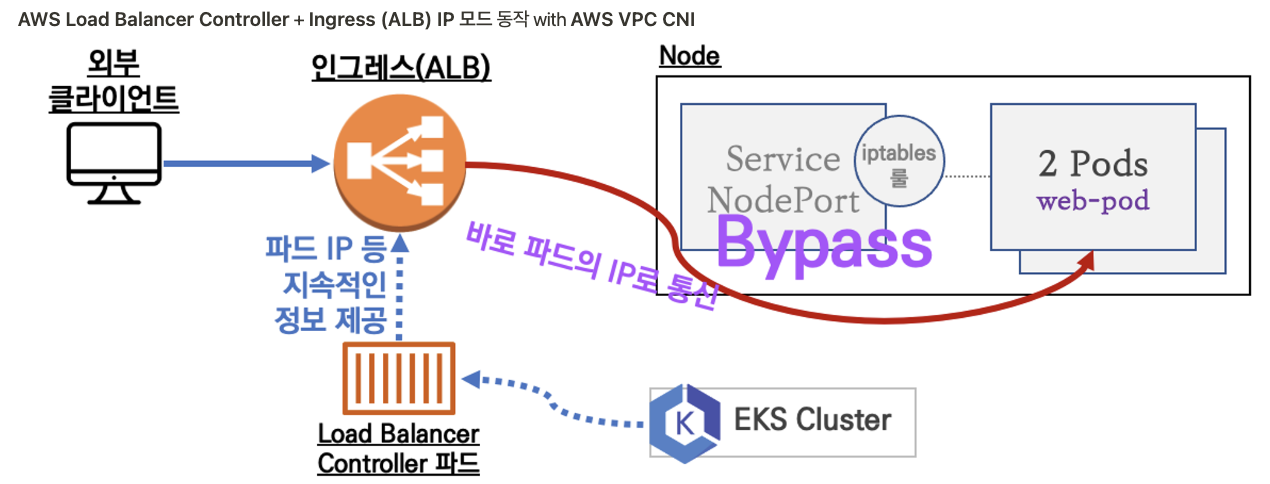 AWS Load Balancer Controller + Ingress (ALB) IP 모드 동작 with AWS VPC CNI
외부
클라이언트
인그레스(ALB)
Node
Service
NodePort
iptables
룰
2 Pods
web-pod
Bypass
바로 파드의 IP로 통신
파드 IP 등
지속적인
정보 제공
Load Balancer
Controller 파드
K
EKS Cluster